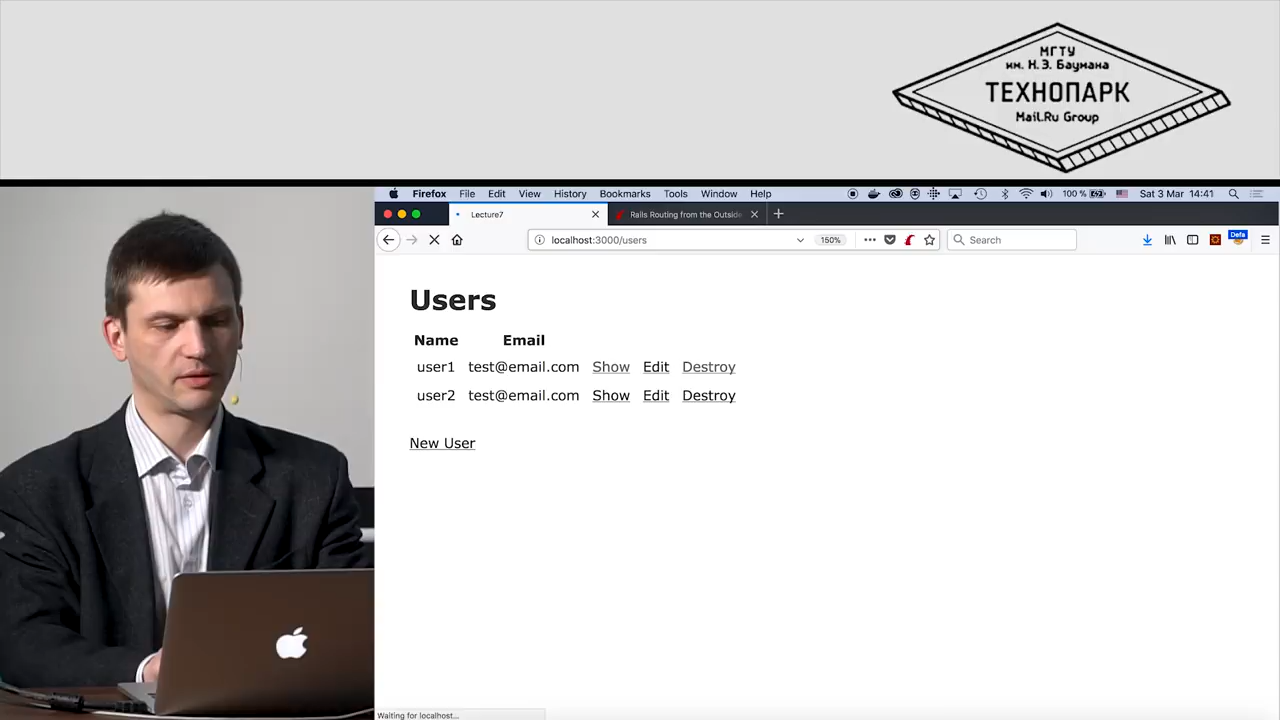 МГТУ
им. Н.Э. Баумана
ТЕХНОПАРК
Mail.Ru Group
Firefox File Edit View History Bookmarks Tools Window Help 100 % Sat 3 Mar 14:41
Lecture7 Rails Routing from the Outside
localhost:3000/users 150% Search Defa
Users
Name Email
user1 test@email.com Show Edit Destroy
user2 test@email.com Show Edit Destroy
New User
Waiting for localhost...